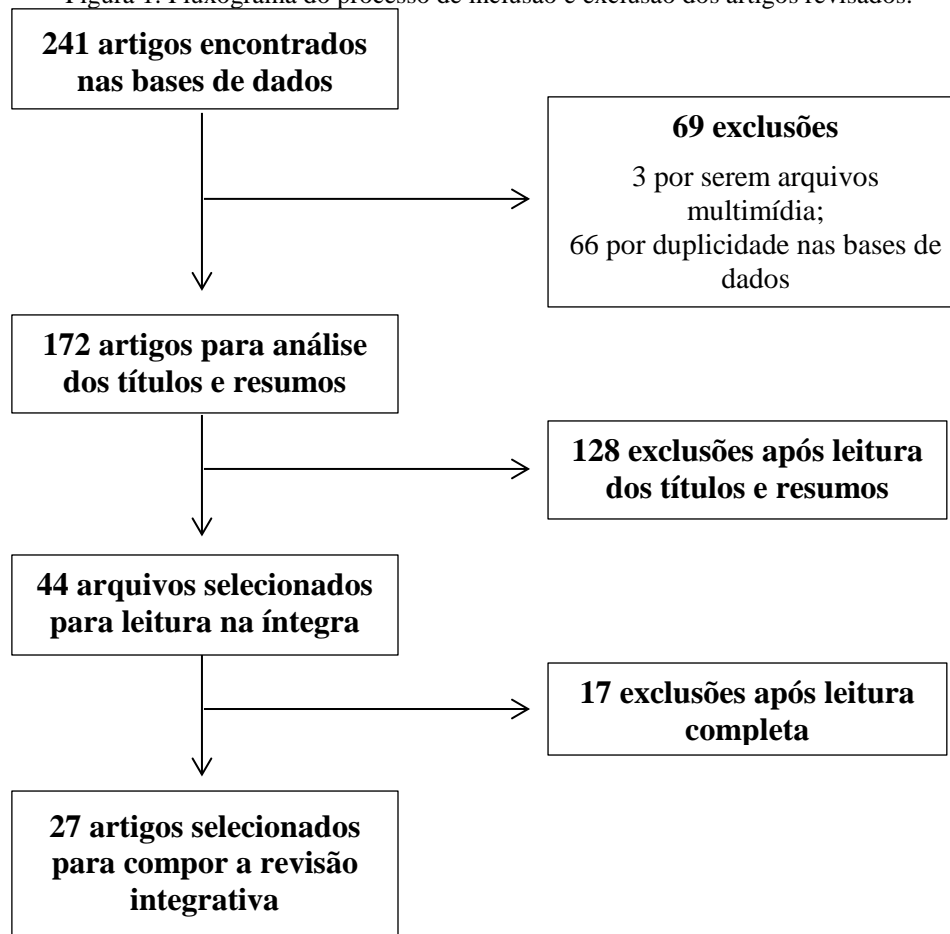 Figura 1. Fluxograma do processo de inclusão e exclusão dos artigos revisados.
241 artigos encontrados
nas bases de dados
69 exclusões
3 por serem arquivos
multimídia;
66 por duplicidade nas bases de
dados
172 artigos para análise
dos títulos e resumos
128 exclusões após leitura
dos títulos e resumos
44 arquivos selecionados
para leitura na íntegra
17 exclusões após leitura
completa
27 artigos selecionados
para compor a revisão
integrativa